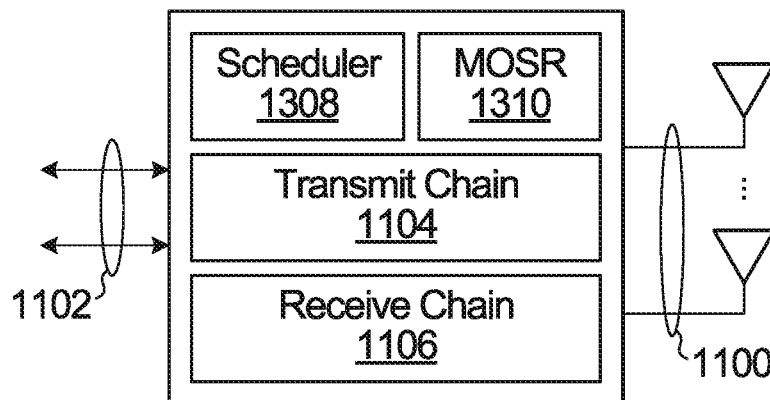 Scheduler
1308
MOSR
1310
Transmit Chain
1104
Receive Chain
1106
1102
1100